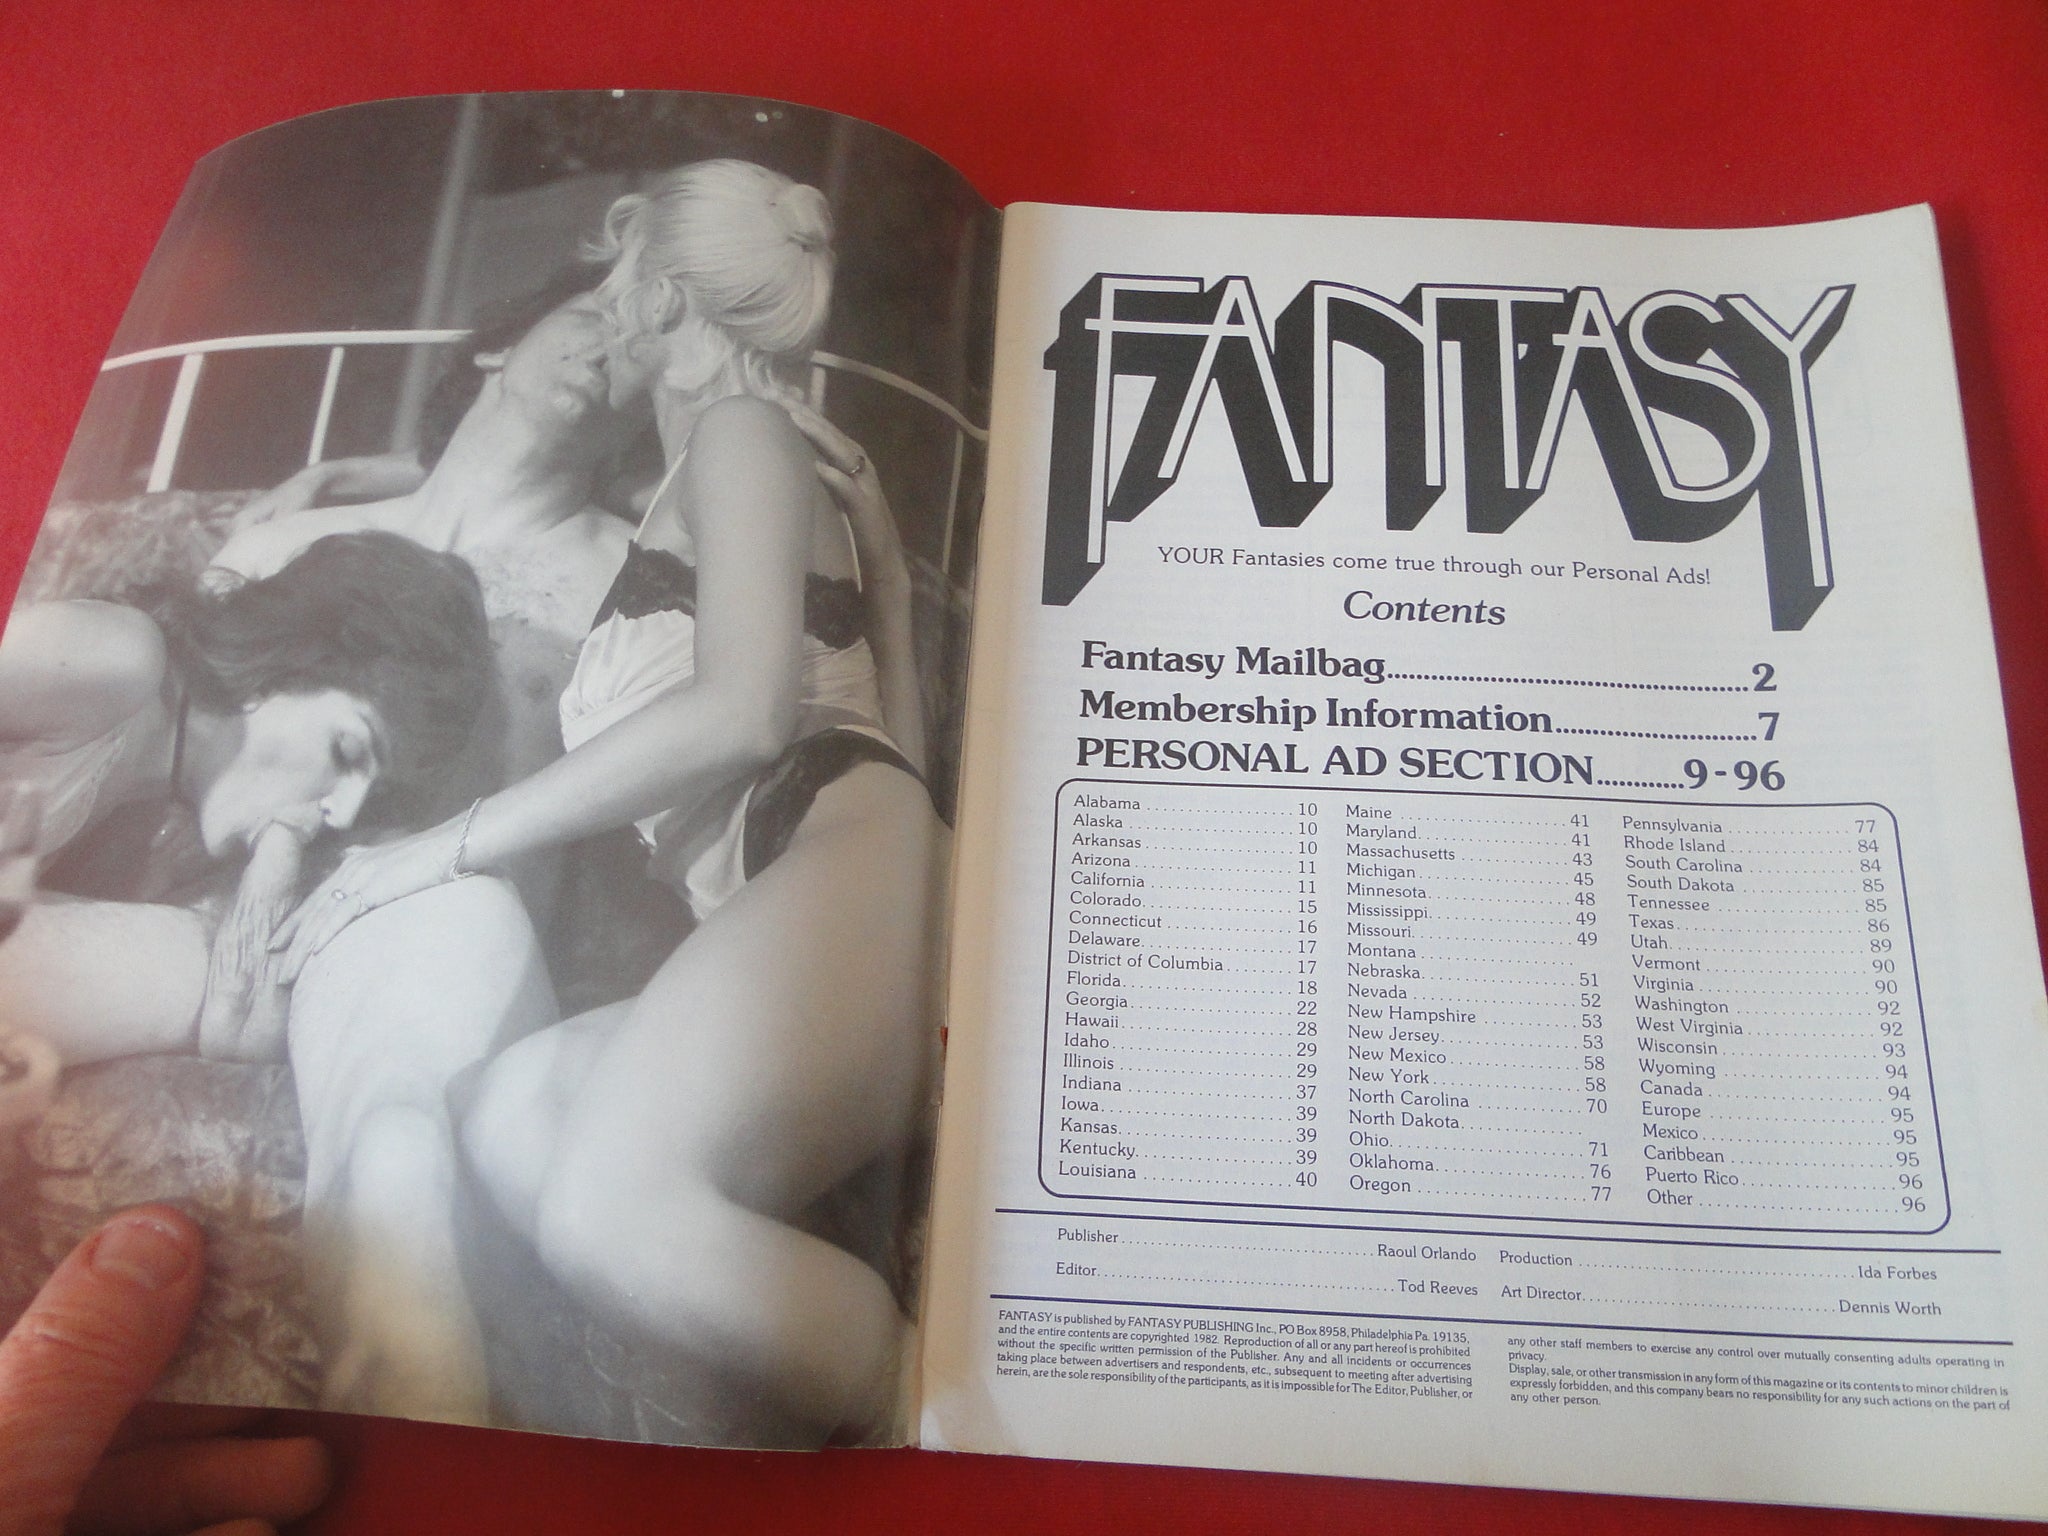 FANTASY
YOUR Fantasies come true through our Personal Ads!
Contents
Fantasy Mailbag..........2
Membership Information..........7
PERSONAL AD SECTION..........9-96
Alabama .......... 10
Alaska .......... 10
Arkansas .......... 10
Arizona .......... 11
California .......... 11
Colorado .......... 15
Connecticut .......... 16
Delaware .......... 17
District of Columbia .......... 17
Florida .......... 18
Georgia .......... 22
Hawaii .......... 28
Idaho .......... 29
Illinois .......... 29
Indiana .......... 37
Iowa .......... 39
Kansas .......... 39
Kentucky .......... 39
Louisiana .......... 40
Maine .......... 41
Maryland .......... 41
Massachusetts .......... 43
Michigan .......... 45
Minnesota .......... 48
Mississippi .......... 49
Missouri .......... 49
Montana ..........
Nebraska .......... 51
Nevada .......... 52
New Hampshire .......... 53
New Jersey .......... 53
New Mexico .......... 58
New York .......... 58
North Carolina .......... 70
North Dakota ..........
Ohio .......... 71
Oklahoma .......... 76
Oregon .......... 77
Pennsylvania .......... 77
Rhode Island .......... 84
South Carolina .......... 84
South Dakota .......... 85
Tennessee .......... 85
Texas .......... 86
Utah .......... 89
Vermont .......... 90
Virginia .......... 90
Washington .......... 92
West Virginia .......... 92
Wisconsin .......... 93
Wyoming .......... 94
Canada .......... 94
Europe .......... 95
Mexico .......... 95
Caribbean .......... 95
Puerto Rico .......... 96
Other .......... 96
Publisher .......... Raoul Orlando
Editor .......... Tod Reeves
Production .......... Ida Forbes
Art Director .......... Dennis Worth
FANTASY is published by FANTASY PUBLISHING Inc., PO Box 8958, Philadelphia Pa. 19135,
and the entire contents are copyrighted 1982. Reproduction of all or any part hereof is prohibited
without the specific written permission of the Publisher. Any and all incidents or occurrences
taking place between advertisers and respondents, etc., subsequent to meeting after advertising
herein, are the sole responsibility of the participants, as it is impossible for The Editor, Publisher, or
any other staff members to exercise any control over mutually consenting adults operating in
privacy.
Display, sale, or other transmission in any form of this magazine or its contents to minor children is
expressly forbidden, and this company bears no responsibility for any such actions on the part of
any other person.